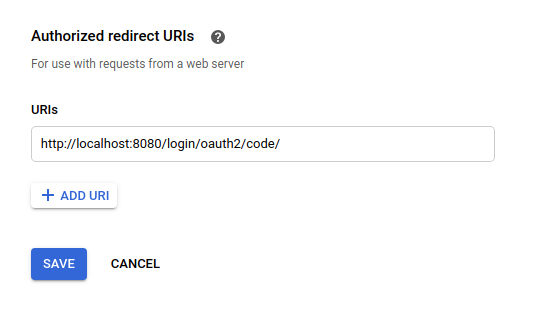 Authorized redirect URIs
For use with requests from a web server
URIs
http://localhost:8080/login/oauth2/code/
ADD URI
SAVE CANCEL